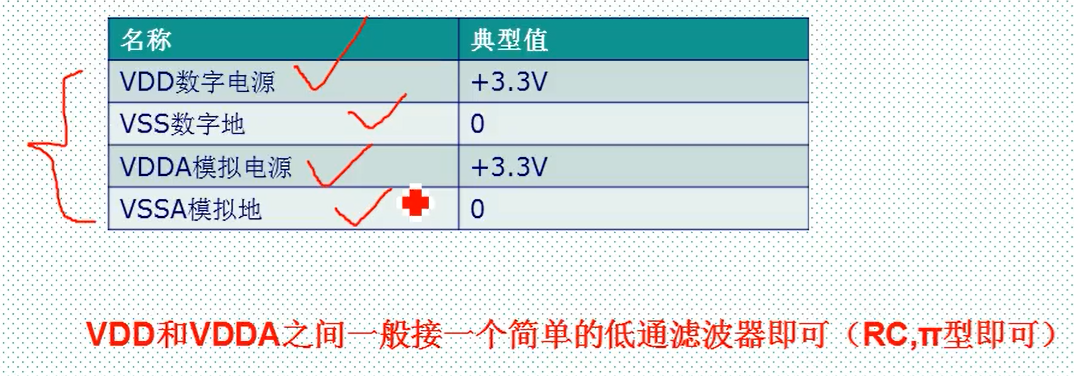 名称 典型值
VDD数字电源 +3.3V
VSS数字地 0
VDDA模拟电源 +3.3V
VSSA模拟地 0
VDD和VDDA之间一般接一个简单的低通滤波器即可（RC,π型即可）